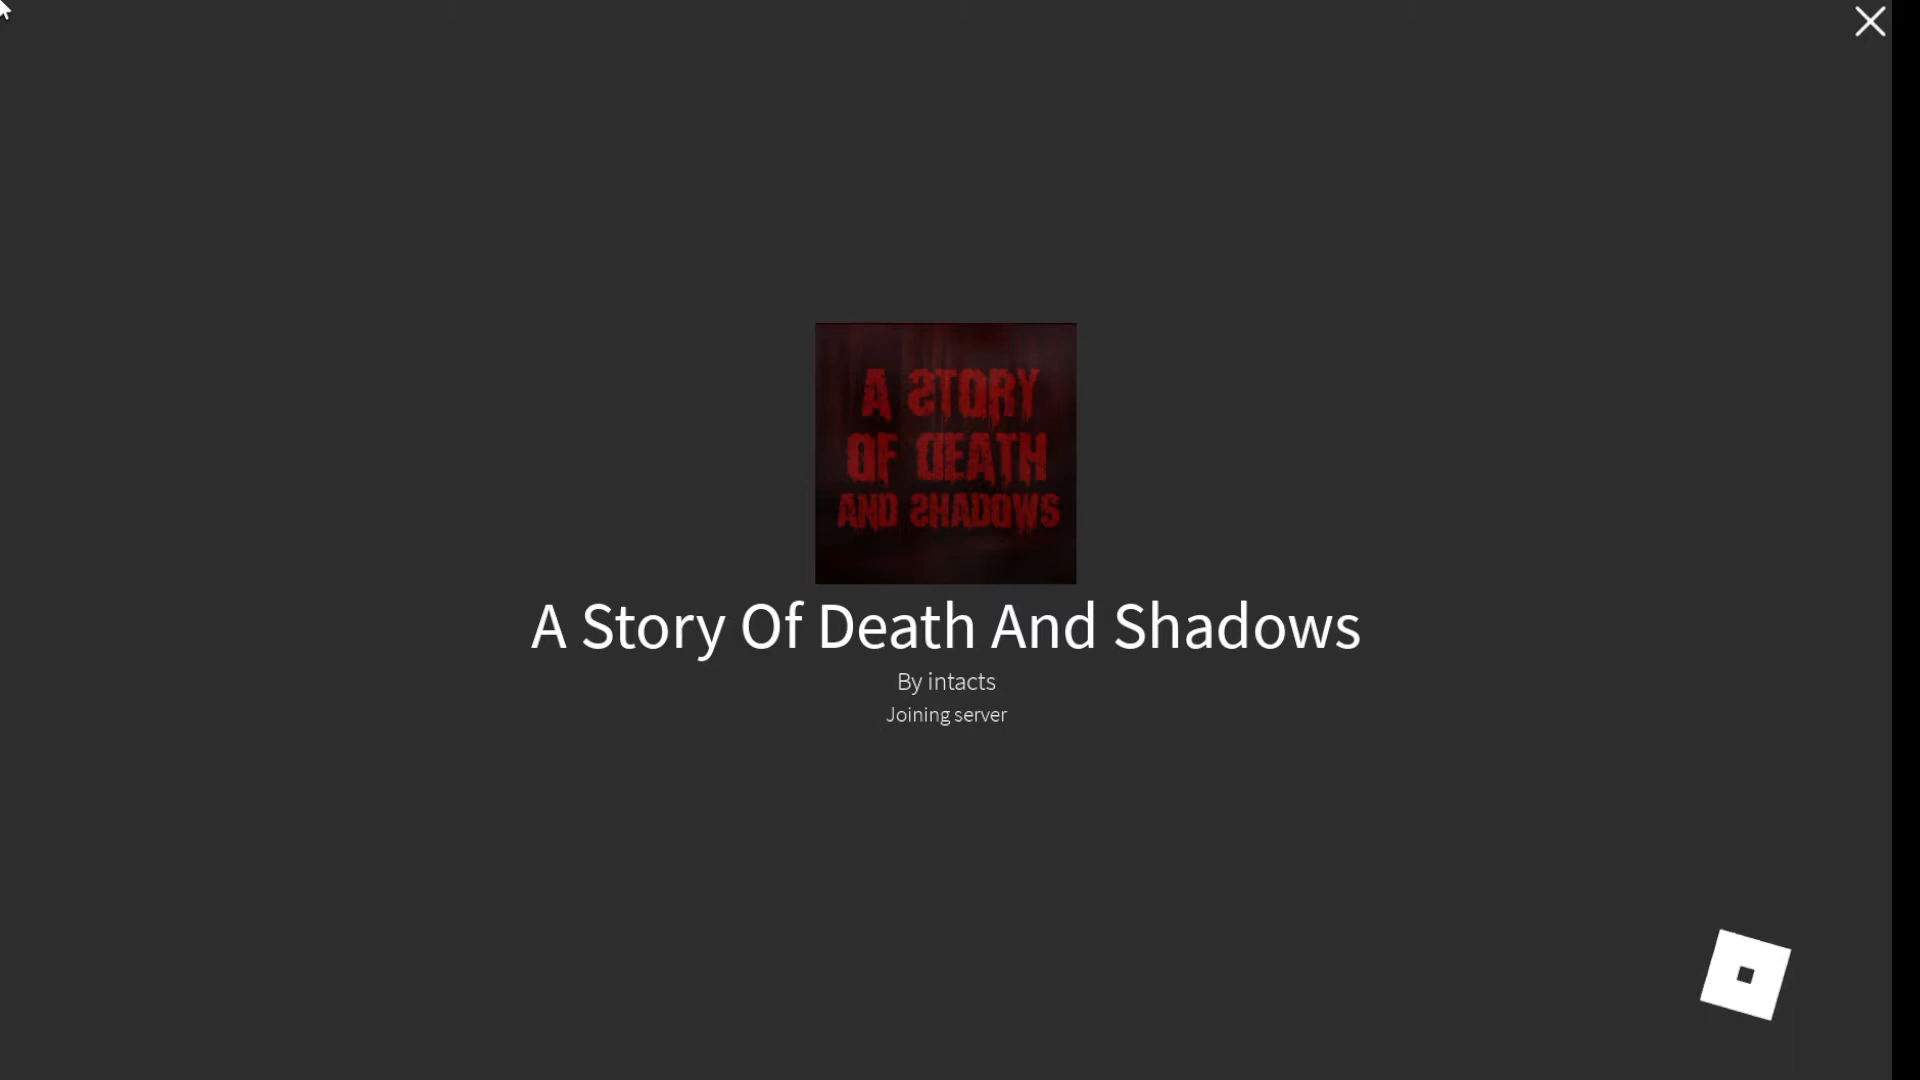 A STORY
OF DEATH
AND SHADOWS
A Story Of Death And Shadows
By intacts
Joining server